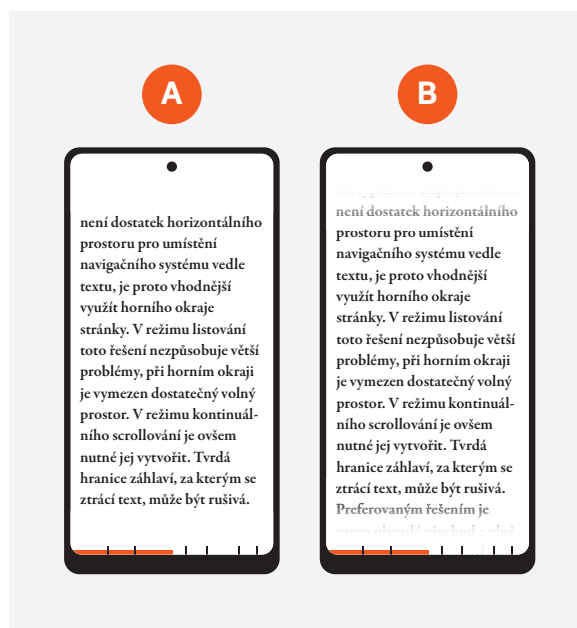 A
není dostatek horizontálního
prostoru pro umístění
navigačního systému vedle
textu, je proto vhodnější
využít horního okraje
stránky. V režimu listování
toto řešení nezpůsobuje větší
problémy, při horním okraji
je vymezen dostatečný volný
prostor. V režimu kontinuál-
ního scrollování je ovšem
nutné jej vytvořit. Tvrdá
hranice záhlaví, za kterým se
ztrácí text, může být rušivá.
B
není dostatek horizontálního
prostoru pro umístění
navigačního systému vedle
textu, je proto vhodnější
využít horního okraje
stránky. V režimu listování
toto řešení nezpůsobuje větší
problémy, při horním okraji
je vymezen dostatečný volný
prostor. V režimu kontinuál-
ního scrollování je ovšem
nutné jej vytvořit. Tvrdá
hranice záhlaví, za kterým se
ztrácí text, může být rušivá.
Preferovaným řešením je
proto plynulý přechod z plně